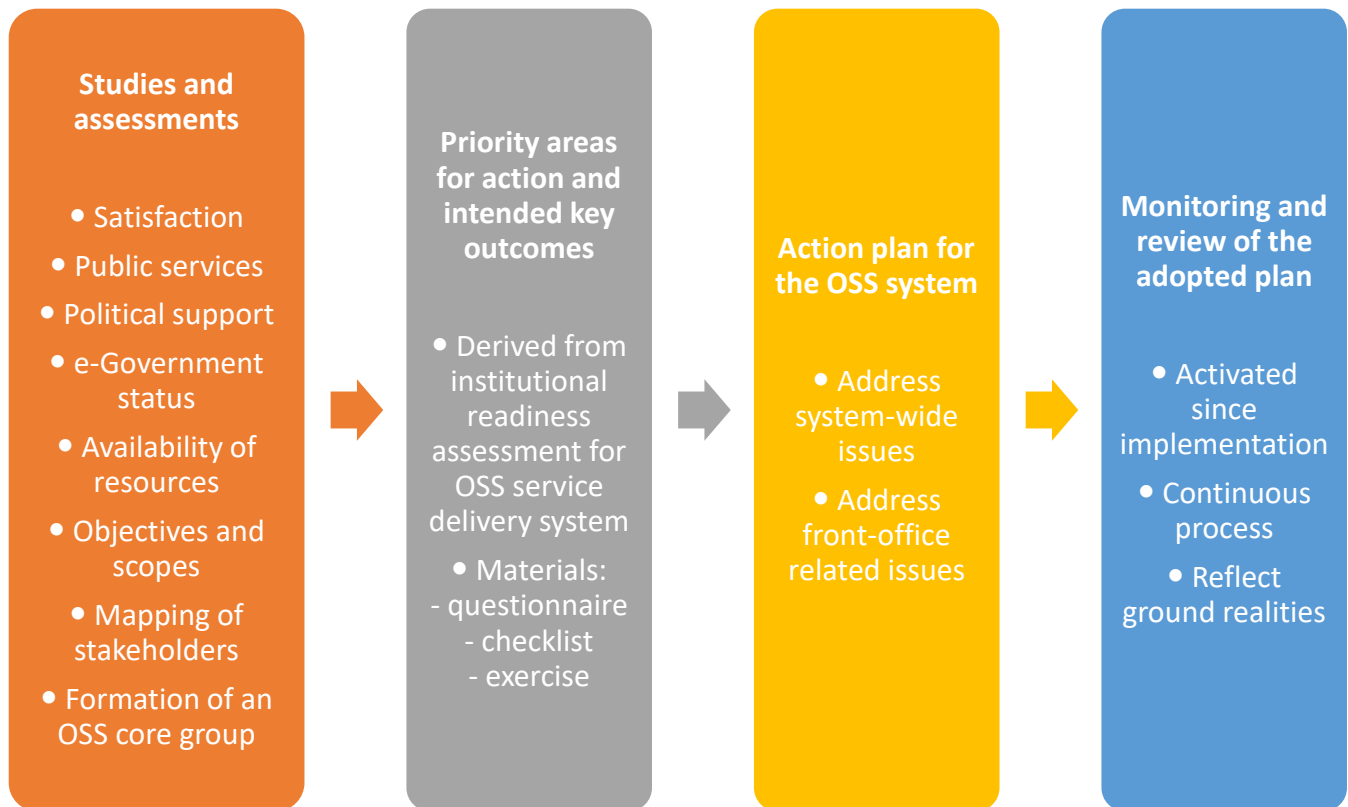 Studies and
assessments
• Satisfaction
• Public services
• Political support
• e-Government
status
• Availability of
resources
• Objectives and
scopes
• Mapping of
stakeholders
• Formation of an
OSS core group
Priority areas
for action and
intended key
outcomes
• Derived from
institutional
readiness
assessment for
OSS service
delivery system
• Materials:
- questionnaire
- checklist
- exercise
Action plan for
the OSS system
• Address
system-wide
issues
• Address
front-office
related issues
Monitoring and
review of the
adopted plan
• Activated
since
implementation
• Continuous
process
• Reflect
ground realities